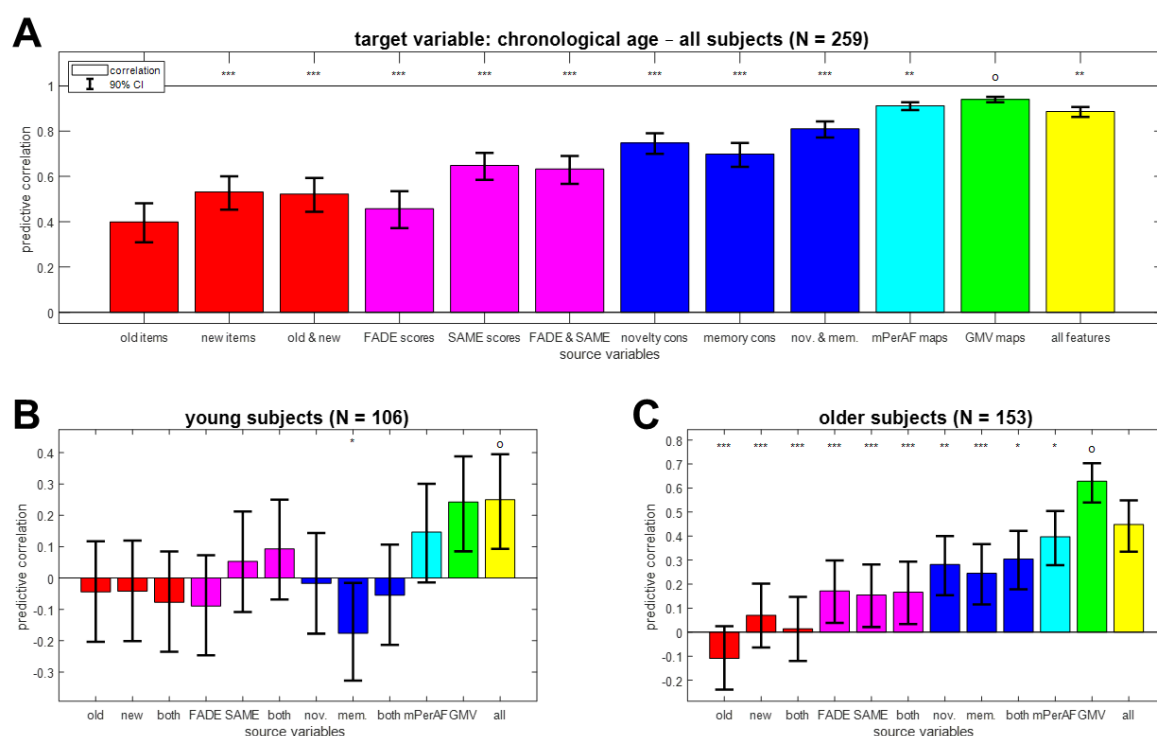 A
target variable: chronological age – all subjects (N = 259)
correlation
90% CI
*** *** *** *** *** *** *** *** ** o **
predictive correlation
1
0.8
0.6
0.4
0.2
0
old items new items old & new FADE scores SAME scores FADE & SAME novelty cons memory cons nov. & mem. mPerAF maps GMV maps all features
source variables
B
young subjects (N = 106)
* o
predictive correlation
0.4
0.3
0.2
0.1
0
-0.1
-0.2
-0.3
old new both FADE SAME both nov. mem. both mPerAF GMV all
source variables
C
older subjects (N = 153)
*** *** *** *** *** *** ** *** * * o
predictive correlation
0.8
0.7
0.6
0.5
0.4
0.3
0.2
0.1
0
-0.1
-0.2
old new both FADE SAME both nov. mem. both mPerAF GMV all
source variables